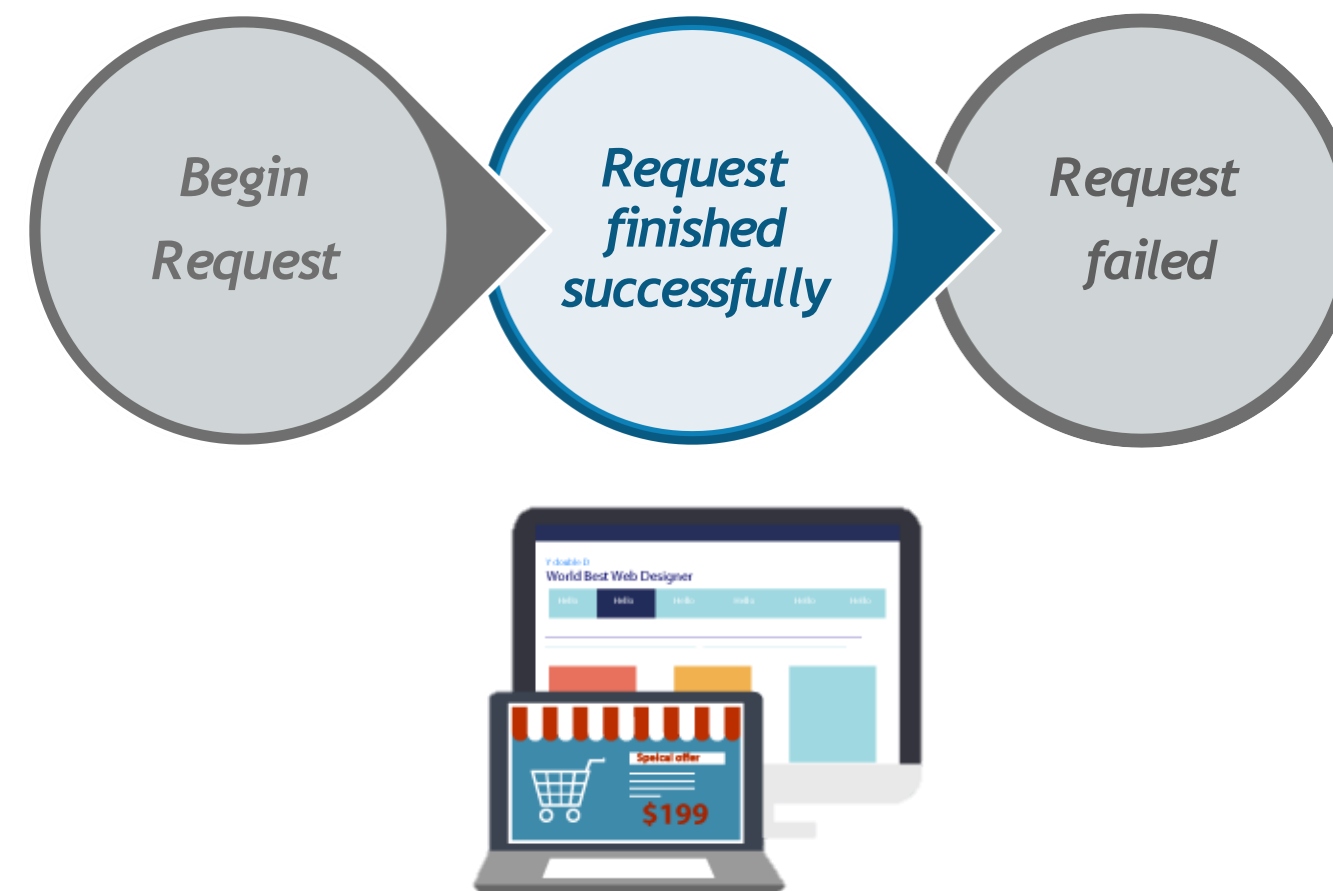 Begin
Request
Request
finished
successfully
Request
failed
Y double D
World Best Web Designer
Hello Hello Hello Hello Hello Hello
Speical offer
$199